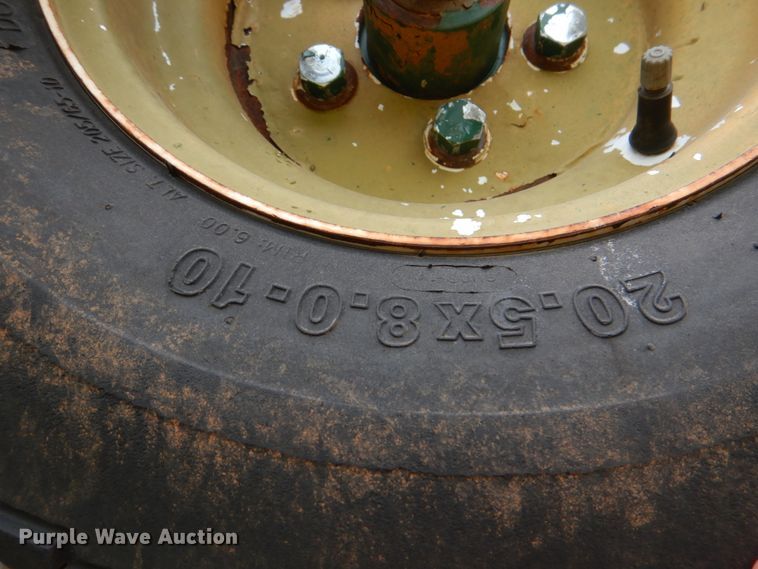 20.5x8.0-10
ALT SIZE 205/65-10
RIM: 6.00
Purple Wave Auction®